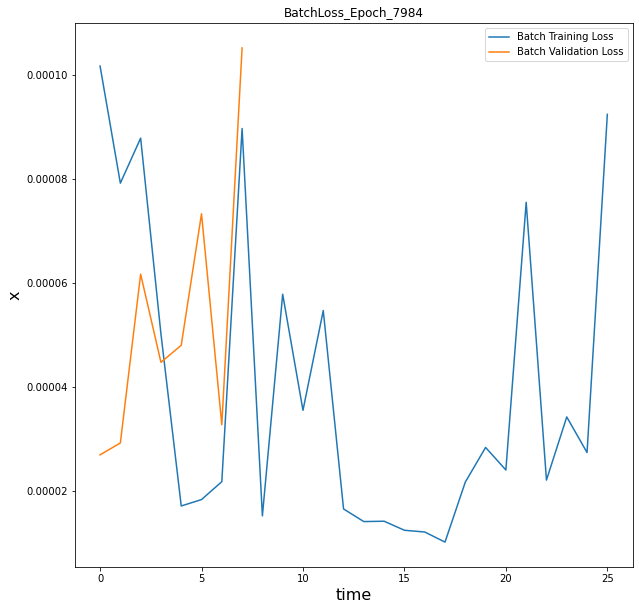 BatchLoss_Epoch_7984
Batch Training Loss
Batch Validation Loss
0.00010
0.00008
0.00006
0.00004
0.00002
x
0 5 10 15 20 25
time